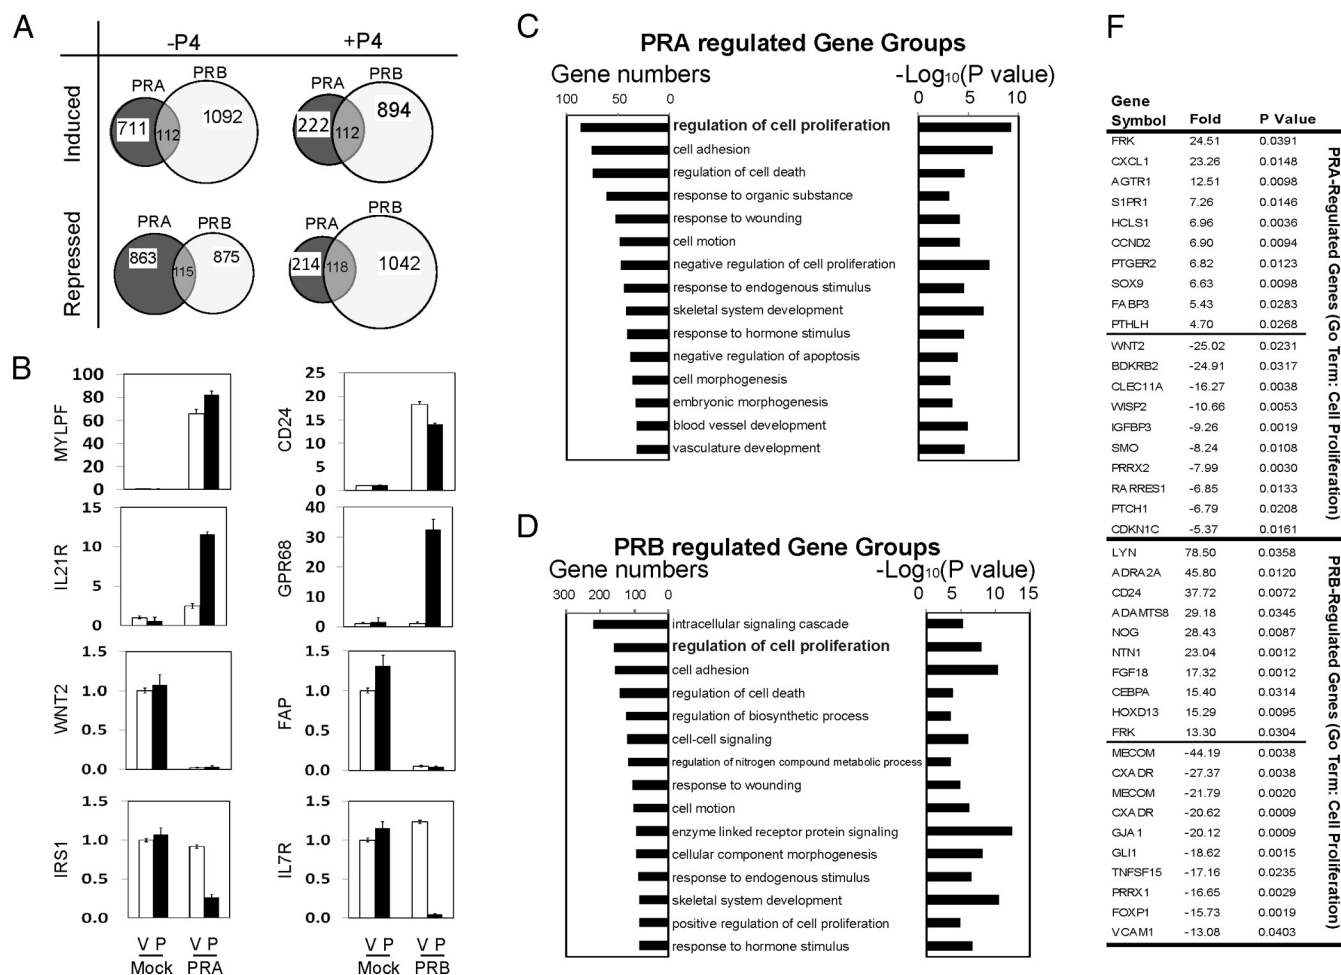 A
-P4
+P4
Induced
PRA
PRB
711
112
1092
PRA
PRB
222
112
894
Repressed
PRA
PRB
863
115
875
PRA
PRB
214
118
1042
B
MYLPF
100
80
60
40
20
0
CD24
25
20
15
10
5
0
IL21R
15
10
5
0
GPR68
40
30
20
10
0
WNT2
1.5
1.0
0.5
0.0
FAP
1.5
1.0
0.5
0.0
IRS1
1.5
1.0
0.5
0.0
IL7R
1.5
1.0
0.5
0.0
V P V P
Mock PRA
V P V P
Mock PRB
C
PRA regulated Gene Groups
Gene numbers
-Log10(P value)
100 50 0
0 5 10
regulation of cell proliferation
cell adhesion
regulation of cell death
response to organic substance
response to wounding
cell motion
negative regulation of cell proliferation
response to endogenous stimulus
skeletal system development
response to hormone stimulus
negative regulation of apoptosis
cell morphogenesis
embryonic morphogenesis
blood vessel development
vasculature development
D
PRB regulated Gene Groups
Gene numbers
-Log10(P value)
300 200 100 0
0 5 10 15
intracellular signaling cascade
regulation of cell proliferation
cell adhesion
regulation of cell death
regulation of biosynthetic process
cell-cell signaling
regulation of nitrogen compound metabolic process
response to wounding
cell motion
enzyme linked receptor protein signaling
cellular component morphogenesis
response to endogenous stimulus
skeletal system development
positive regulation of cell proliferation
response to hormone stimulus
F
Gene
Symbol Fold P Value
FRK 24.51 0.0391
CXCL1 23.26 0.0148
AGTR1 12.51 0.0098
S1PR1 7.26 0.0146
HCLS1 6.96 0.0036
CCND2 6.90 0.0094
PTGER2 6.82 0.0123
SOX9 6.63 0.0098
FABP3 5.43 0.0283
PTHLH 4.70 0.0268
WNT2 -25.02 0.0231
BDKRB2 -24.91 0.0317
CLEC11A -16.27 0.0038
WISP2 -10.66 0.0053
IGFBP3 -9.26 0.0019
SMO -8.24 0.0108
PRRX2 -7.99 0.0030
RARRES1 -6.85 0.0133
PTCH1 -6.79 0.0208
CDKN1C -5.37 0.0161
PRA-Regulated Genes (Go Term: Cell Proliferation)
LYN 78.50 0.0358
ADRA2A 45.80 0.0120
CD24 37.72 0.0072
ADAMTS8 29.18 0.0345
NOG 28.43 0.0087
NTN1 23.04 0.0012
FGF18 17.32 0.0012
CEBPA 15.40 0.0314
HOXD13 15.29 0.0095
FRK 13.30 0.0304
MECOM -44.19 0.0038
CXADR -27.37 0.0038
MECOM -21.79 0.0020
CXADR -20.62 0.0009
GJA1 -20.12 0.0009
GLI1 -18.62 0.0015
TNFSF15 -17.16 0.0235
PRRX1 -16.65 0.0029
FOXP1 -15.73 0.0019
VCAM1 -13.08 0.0403
PRB-Regulated Genes (Go Term: Cell Proliferation)